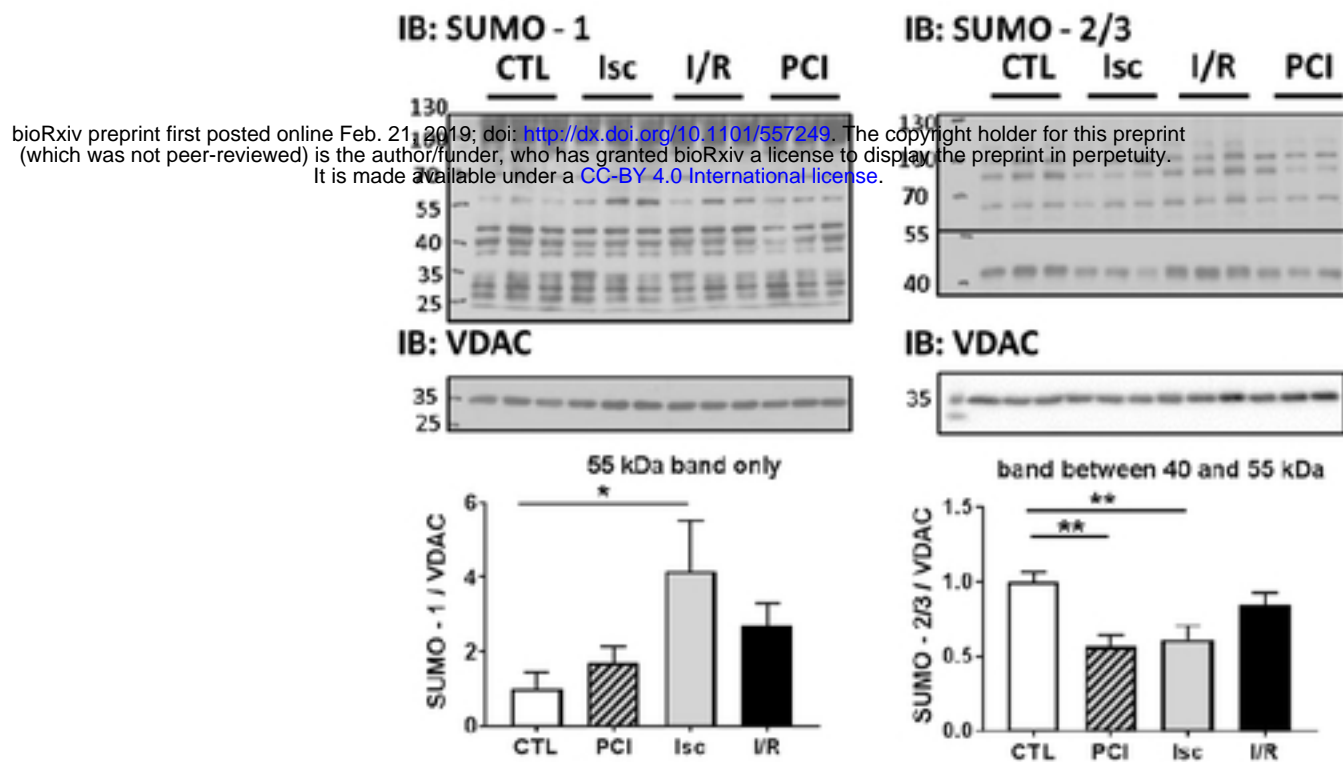 IB: SUMO - 1
CTL Isc I/R PCI
130
100
70
55
40
35
25
IB: VDAC
35
25
55 kDa band only
*
SUMO - 1 / VDAC
6
4
2
0
CTL PCI Isc I/R
IB: SUMO - 2/3
CTL Isc I/R PCI
130
100
70
55
40
IB: VDAC
35
band between 40 and 55 kDa
**
**
SUMO - 2/3 / VDAC
1.5
1.0
0.5
0.0
CTL PCI Isc I/R
bioRxiv preprint first posted online Feb. 21, 2019; doi: http://dx.doi.org/10.1101/557249. The copyright holder for this preprint
(which was not peer-reviewed) is the author/funder, who has granted bioRxiv a license to display the preprint in perpetuity.
It is made available under a CC-BY 4.0 International license.